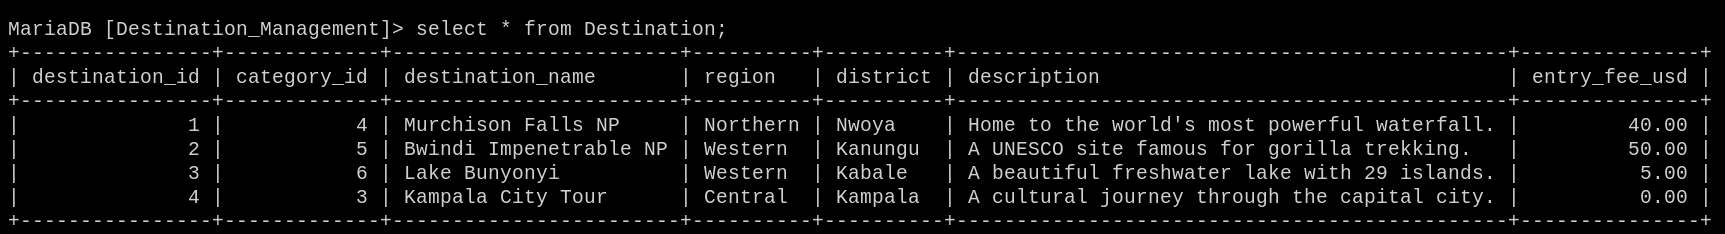 MariaDB [Destination_Management]> select * from Destination;
+----------------+-------------+------------------------+----------+----------+----------------------------------------------+---------------+
| destination_id | category_id | destination_name       | region   | district | description                                  | entry_fee_usd |
+----------------+-------------+------------------------+----------+----------+----------------------------------------------+---------------+
|              1 |           4 | Murchison Falls NP     | Northern | Nwoya    | Home to the world's most powerful waterfall. |         40.00 |
|              2 |           5 | Bwindi Impenetrable NP | Western  | Kanungu  | A UNESCO site famous for gorilla trekking.   |         50.00 |
|              3 |           6 | Lake Bunyonyi          | Western  | Kabale   | A beautiful freshwater lake with 29 islands. |          5.00 |
|              4 |           3 | Kampala City Tour      | Central  | Kampala  | A cultural journey through the capital city. |          0.00 |
+----------------+-------------+------------------------+----------+----------+----------------------------------------------+---------------+